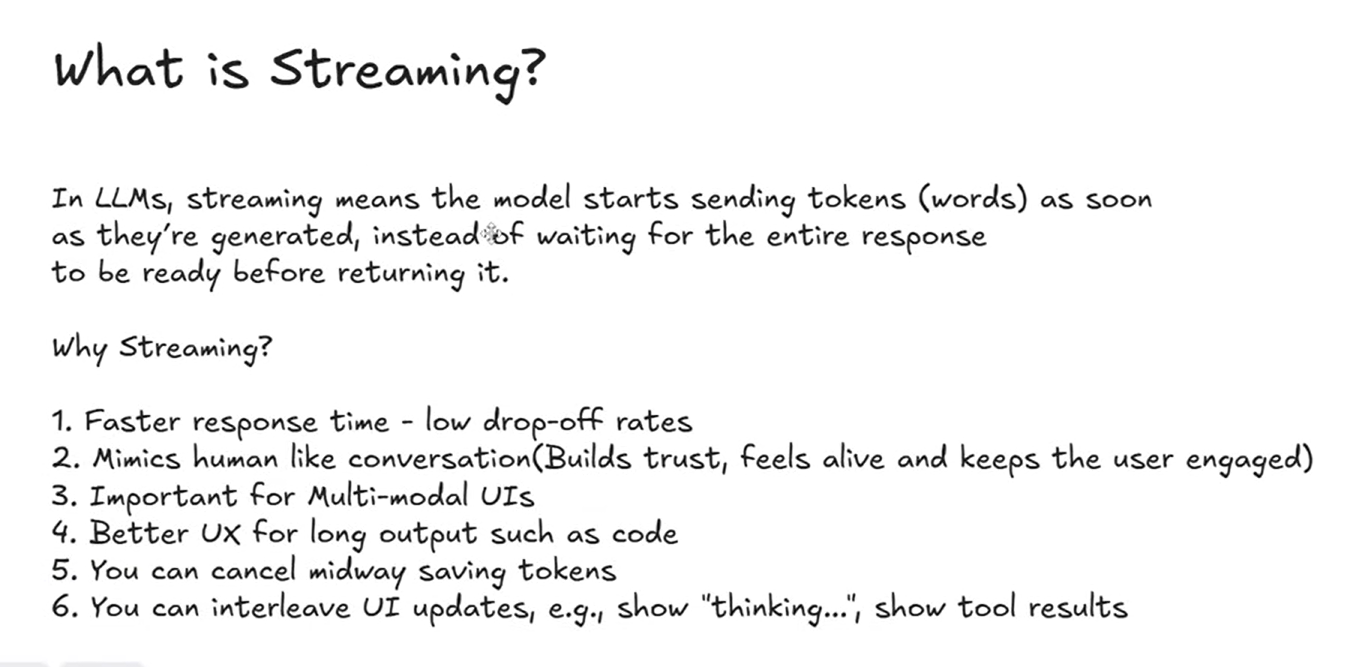 What is Streaming?
In LLMs, streaming means the model starts sending tokens (words) as soon
as they're generated, instead of waiting for the entire response
to be ready before returning it.
Why Streaming?
1. Faster response time - low drop-off rates
2. Mimics human like conversation(Builds trust, feels alive and keeps the user engaged)
3. Important for Multi-modal UIs
4. Better UX for long output such as code
5. You can cancel midway saving tokens
6. You can interleave UI updates, e.g., show "thinking...", show tool results